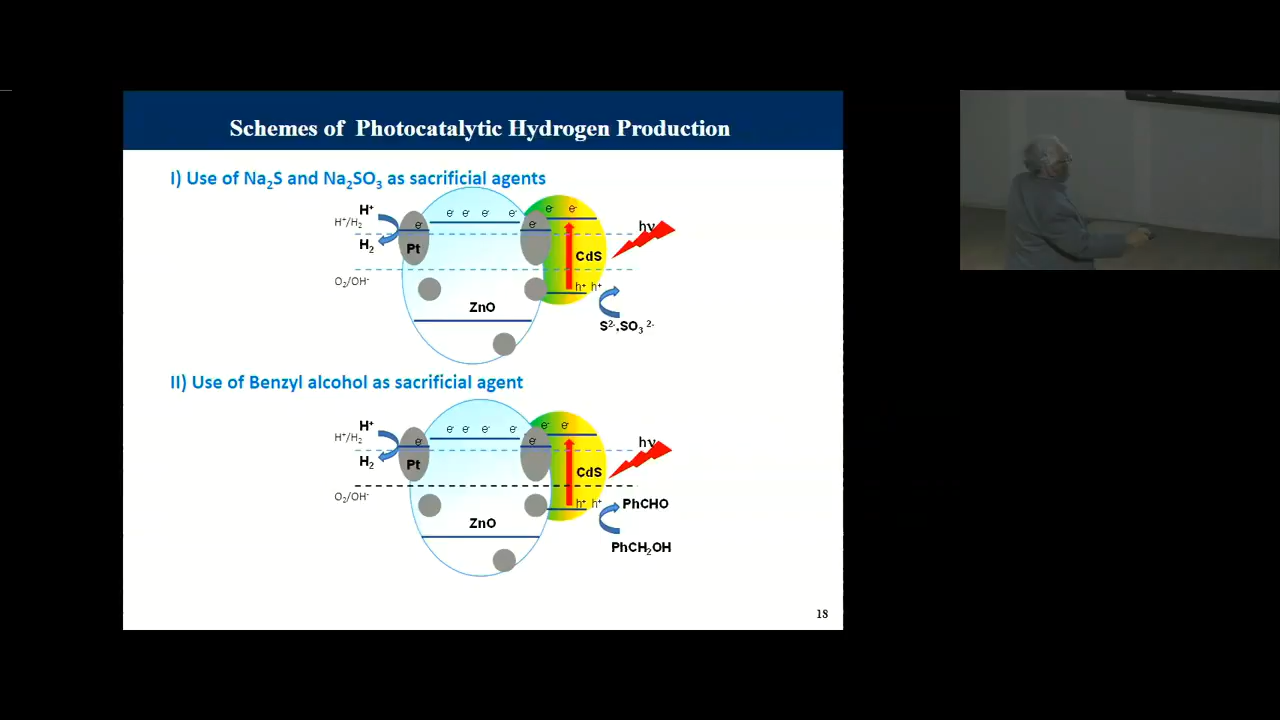 Schemes of Photocatalytic Hydrogen Production
I) Use of Na₂S and Na₂SO₃ as sacrificial agents
H⁺
H⁺/H₂
H₂
O₂/OH⁻
Pt
e⁻
e⁻ e⁻ e⁻ e⁻
e⁻
e⁻ e⁻
hν
CdS
h⁺ h⁺
ZnO
S²⁻,SO₃²⁻
II) Use of Benzyl alcohol as sacrificial agent
H⁺
H⁺/H₂
H₂
O₂/OH⁻
Pt
e⁻
e⁻ e⁻ e⁻ e⁻
e⁻
e⁻ e⁻
hν
CdS
h⁺ h⁺
PhCHO
ZnO
PhCH₂OH
18